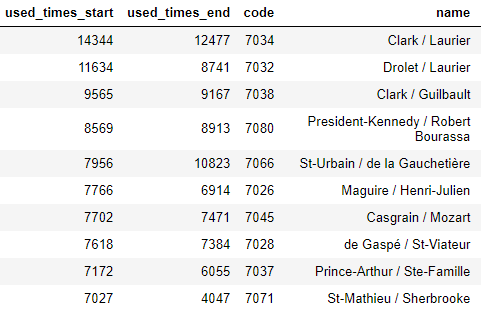 used_times_start used_times_end code name
14344 12477 7034 Clark / Laurier
11634 8741 7032 Drolet / Laurier
9565 9167 7038 Clark / Guilbault
8569 8913 7080 President-Kennedy / Robert
Bourassa
7956 10823 7066 St-Urbain / de la Gauchetière
7766 6914 7026 Maguire / Henri-Julien
7702 7471 7045 Casgrain / Mozart
7618 7384 7028 de Gaspé / St-Viateur
7172 6055 7037 Prince-Arthur / Ste-Famille
7027 4047 7071 St-Mathieu / Sherbrooke